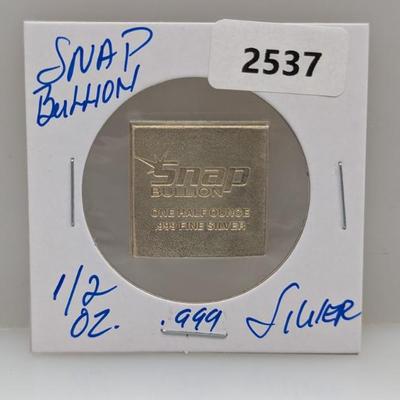 SNAP
BULLION
2537
Snap
BULLION
ONE HALF OUNCE
.999 FINE SILVER
1/2
OZ.
.999
SILVER